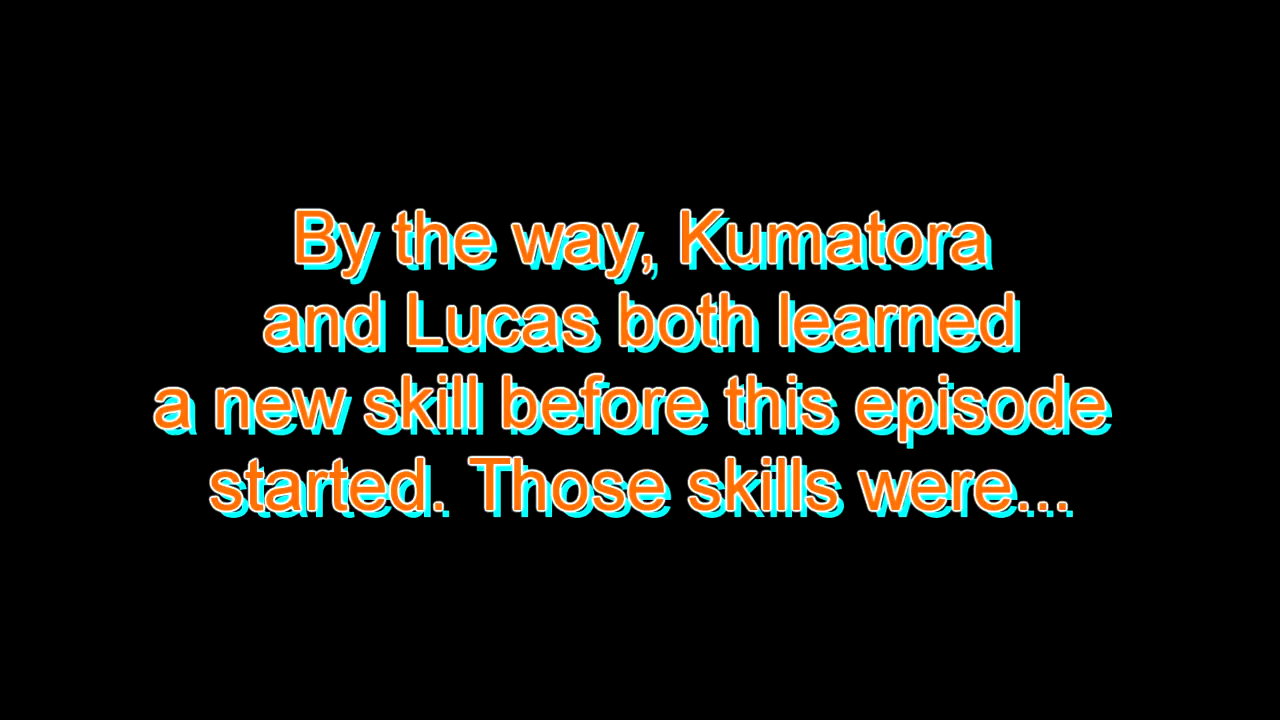 By the way, Kumatora
and Lucas both learned
a new skill before this episode
started. Those skills were...